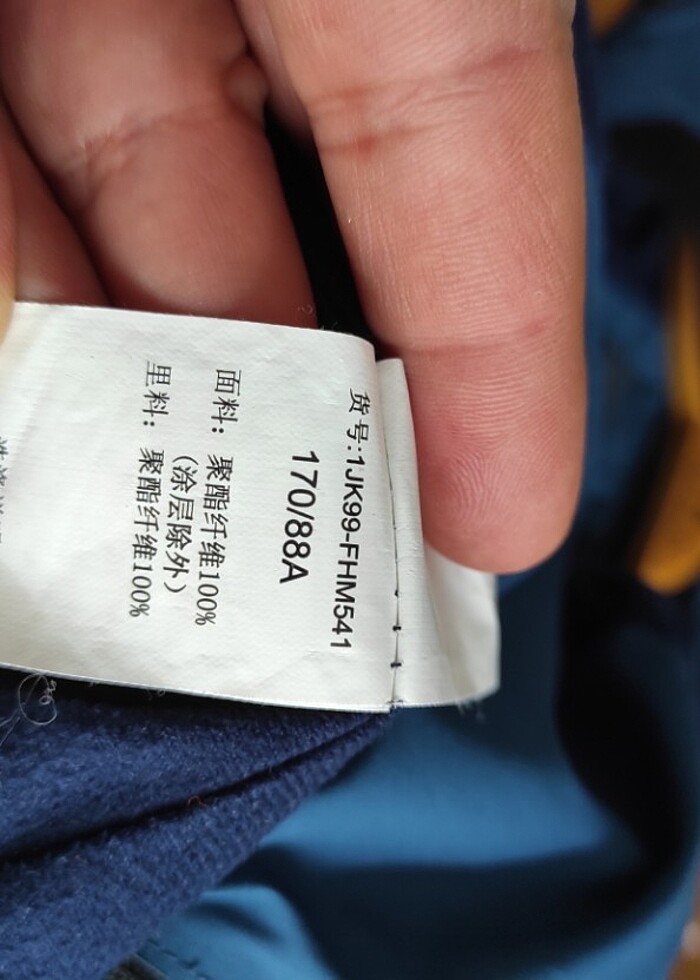 货号:1JK99-FHM541
170/88A
面料: 聚酯纤维100%
(涂层除外)
里料: 聚酯纤维100%